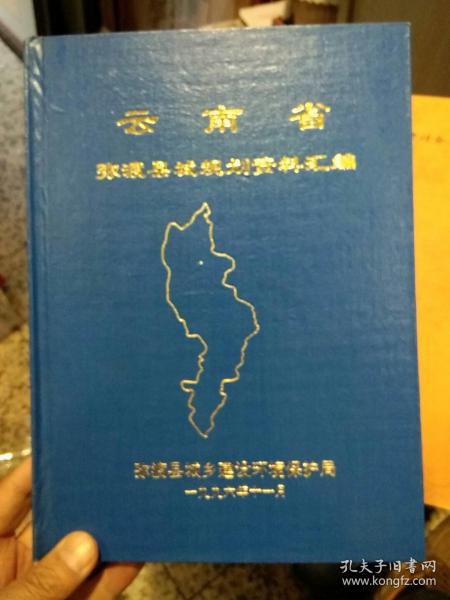 云南省
弥渡县城规划资料汇编
弥渡县城乡建设环境保护局
一九九六年十一月
孔夫子旧书网
www.kongfz.com